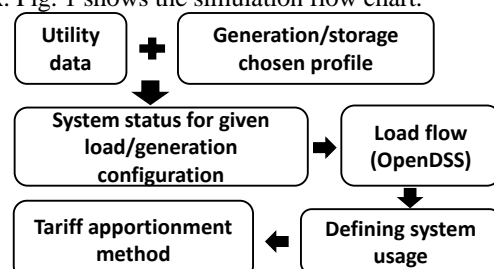 . Fig. 1 shows the simulation flow chart.
Utility
data
Generation/storage
chosen profile
System status for given
load/generation
configuration
Load flow
(OpenDSS)
Tariff apportionment
method
Defining system
usage